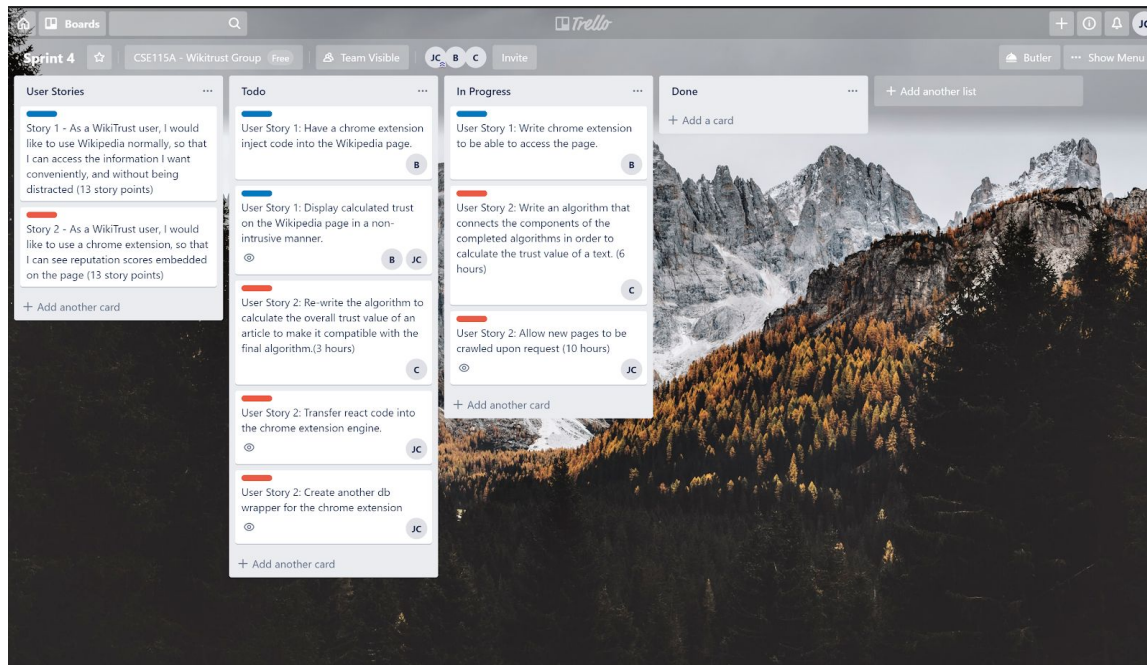 Boards
Trello
JC
Sprint 4
CSE115A - Wikitrust Group Free
Team Visible
JC B C
Invite
Butler
... Show Menu
User Stories
...
Story 1 - As a WikiTrust user, I would
like to use Wikipedia normally, so that
I can access the information I want
conveniently, and without being
distracted (13 story points)
Story 2 - As a WikiTrust user, I would
like to use a chrome extension, so that
I can see reputation scores embedded
on the page (13 story points)
+ Add another card
Todo
...
User Story 1: Have a chrome extension
inject code into the Wikipedia page.
B
User Story 1: Display calculated trust
on the Wikipedia page in a non-
intrusive manner.
B JC
User Story 2: Re-write the algorithm to
calculate the overall trust value of an
article to make it compatible with the
final algorithm.(3 hours)
C
User Story 2: Transfer react code into
the chrome extension engine.
JC
User Story 2: Create another db
wrapper for the chrome extension
JC
+ Add another card
In Progress
...
User Story 1: Write chrome extension
to be able to access the page.
B
User Story 2: Write an algorithm that
connects the components of the
completed algorithms in order to
calculate the trust value of a text. (6
hours)
C
User Story 2: Allow new pages to be
crawled upon request (10 hours)
JC
+ Add another card
Done
...
+ Add a card
+ Add another list